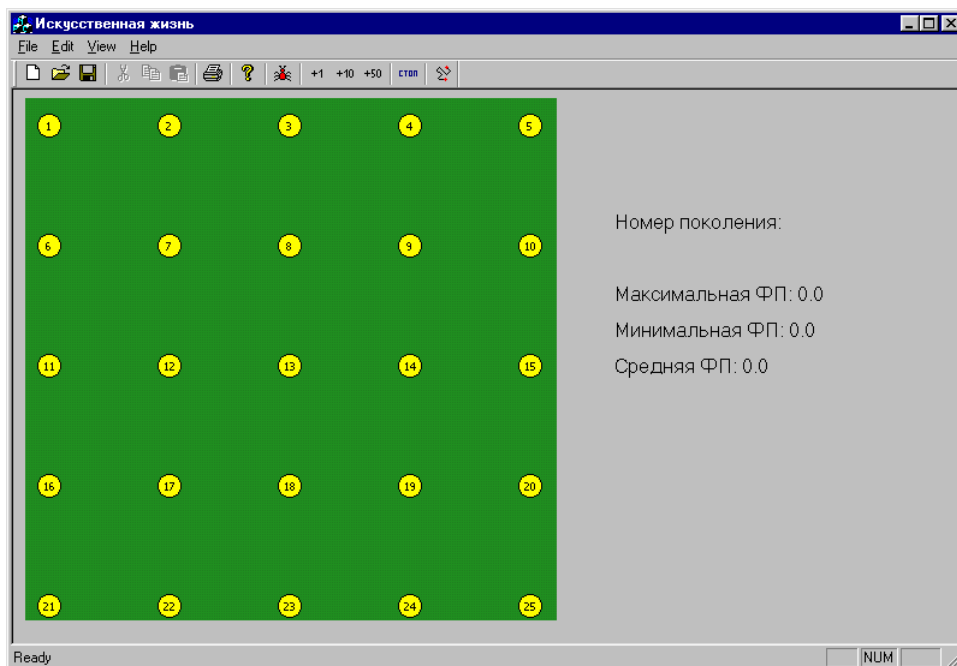 Искусственная жизнь
File Edit View Help
+1 +10 +50 стоп
1 2 3 4 5
Номер поколения:
6 7 8 9 10
Максимальная ФП: 0.0
Минимальная ФП: 0.0
11 12 13 14 15
Средняя ФП: 0.0
16 17 18 19 20
21 22 23 24 25
Ready NUM